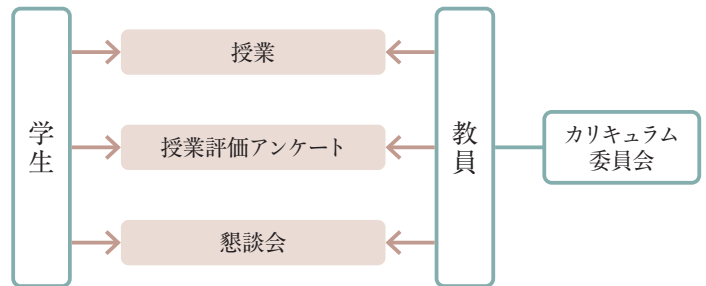 学生
授業
授業評価アンケート
懇談会
教員
カリキュラム
委員会